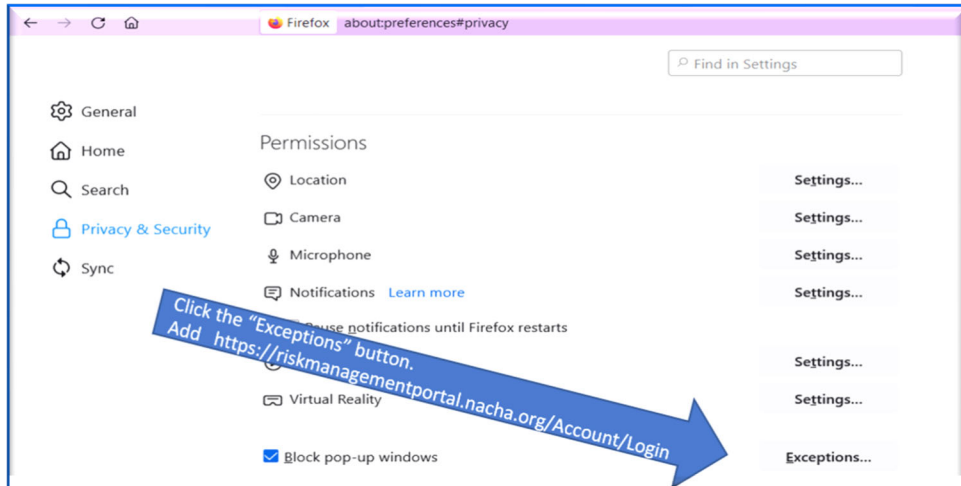 Firefox about:preferences#privacy
Find in Settings
General
Home
Search
Privacy & Security
Sync
Permissions
Location Settings...
Camera Settings...
Microphone Settings...
Notifications Learn more Settings...
notifications until Firefox restarts
Settings...
Virtual Reality Settings...
Block pop-up windows Exceptions...
Click the “Exceptions” button.
Add https://riskmanagementportal.nacha.org/Account/Login